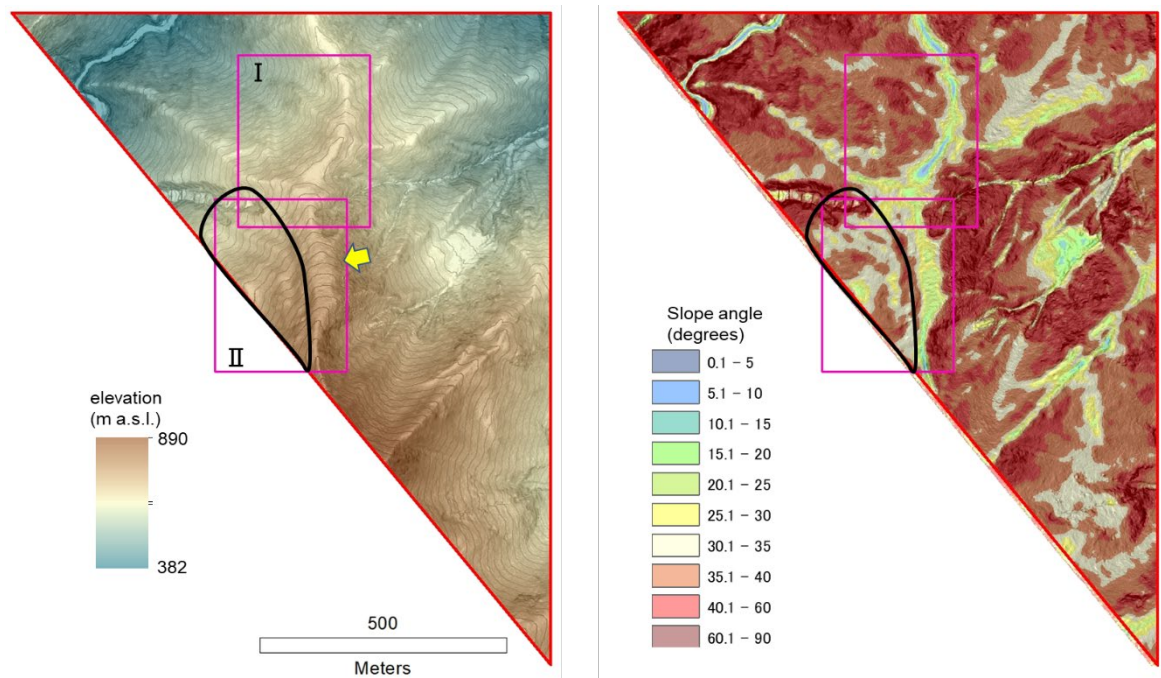 I
II
elevation
(m a.s.l.)
890
=
382
500
Meters
Slope angle
(degrees)
0.1 − 5
5.1 − 10
10.1 − 15
15.1 − 20
20.1 − 25
25.1 − 30
30.1 − 35
35.1 − 40
40.1 − 60
60.1 − 90